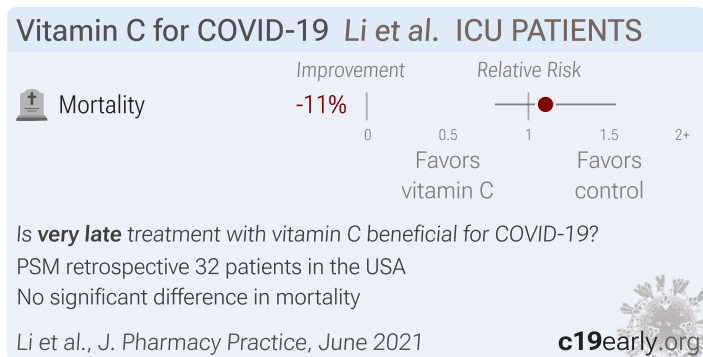 Vitamin C for COVID-19 Li et al. ICU PATIENTS
Improvement Relative Risk
Mortality -11%
0 0.5 1 1.5 2+
Favors vitamin C
Favors control
Is very late treatment with vitamin C beneficial for COVID-19?
PSM retrospective 32 patients in the USA
No significant difference in mortality
Li et al., J. Pharmacy Practice, June 2021 c19early.org